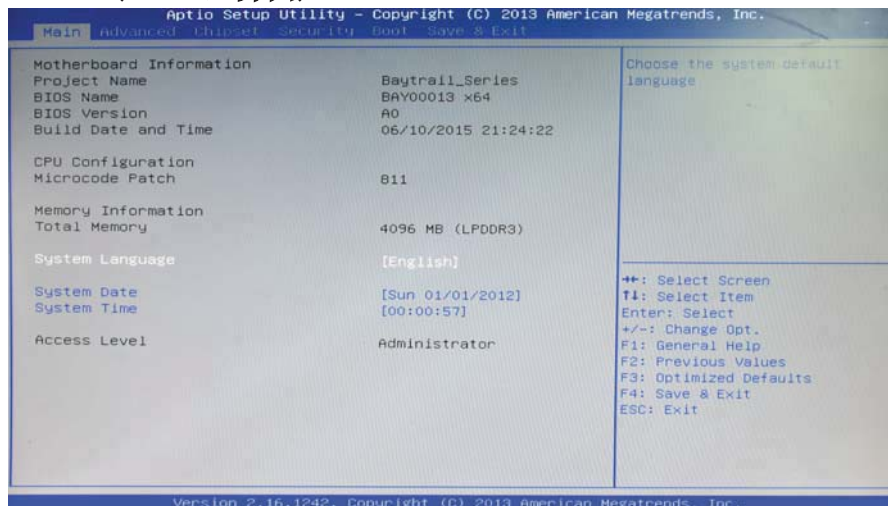 Aptio Setup Utility – Copyright (C) 2013 American Megatrends, Inc.
Main Advanced Chipset Security Boot Save & Exit
Motherboard Information
Project Name Baytrail_Series
BIOS Name BAY00013 x64
BIOS Version A0
Build Date and Time 06/10/2015 21:24:22
CPU Configuration
Microcode Patch 811
Memory Information
Total Memory 4096 MB (LPDDR3)
System Language [English]
System Date [Sun 01/01/2012]
System Time [00:00:57]
Access Level Administrator
Choose the system default
language
→←: Select Screen
↑↓: Select Item
Enter: Select
+/-: Change Opt.
F1: General Help
F2: Previous Values
F3: Optimized Defaults
F4: Save & Exit
ESC: Exit
Version 2.16.1242. Copyright (C) 2013 American Megatrends, Inc.